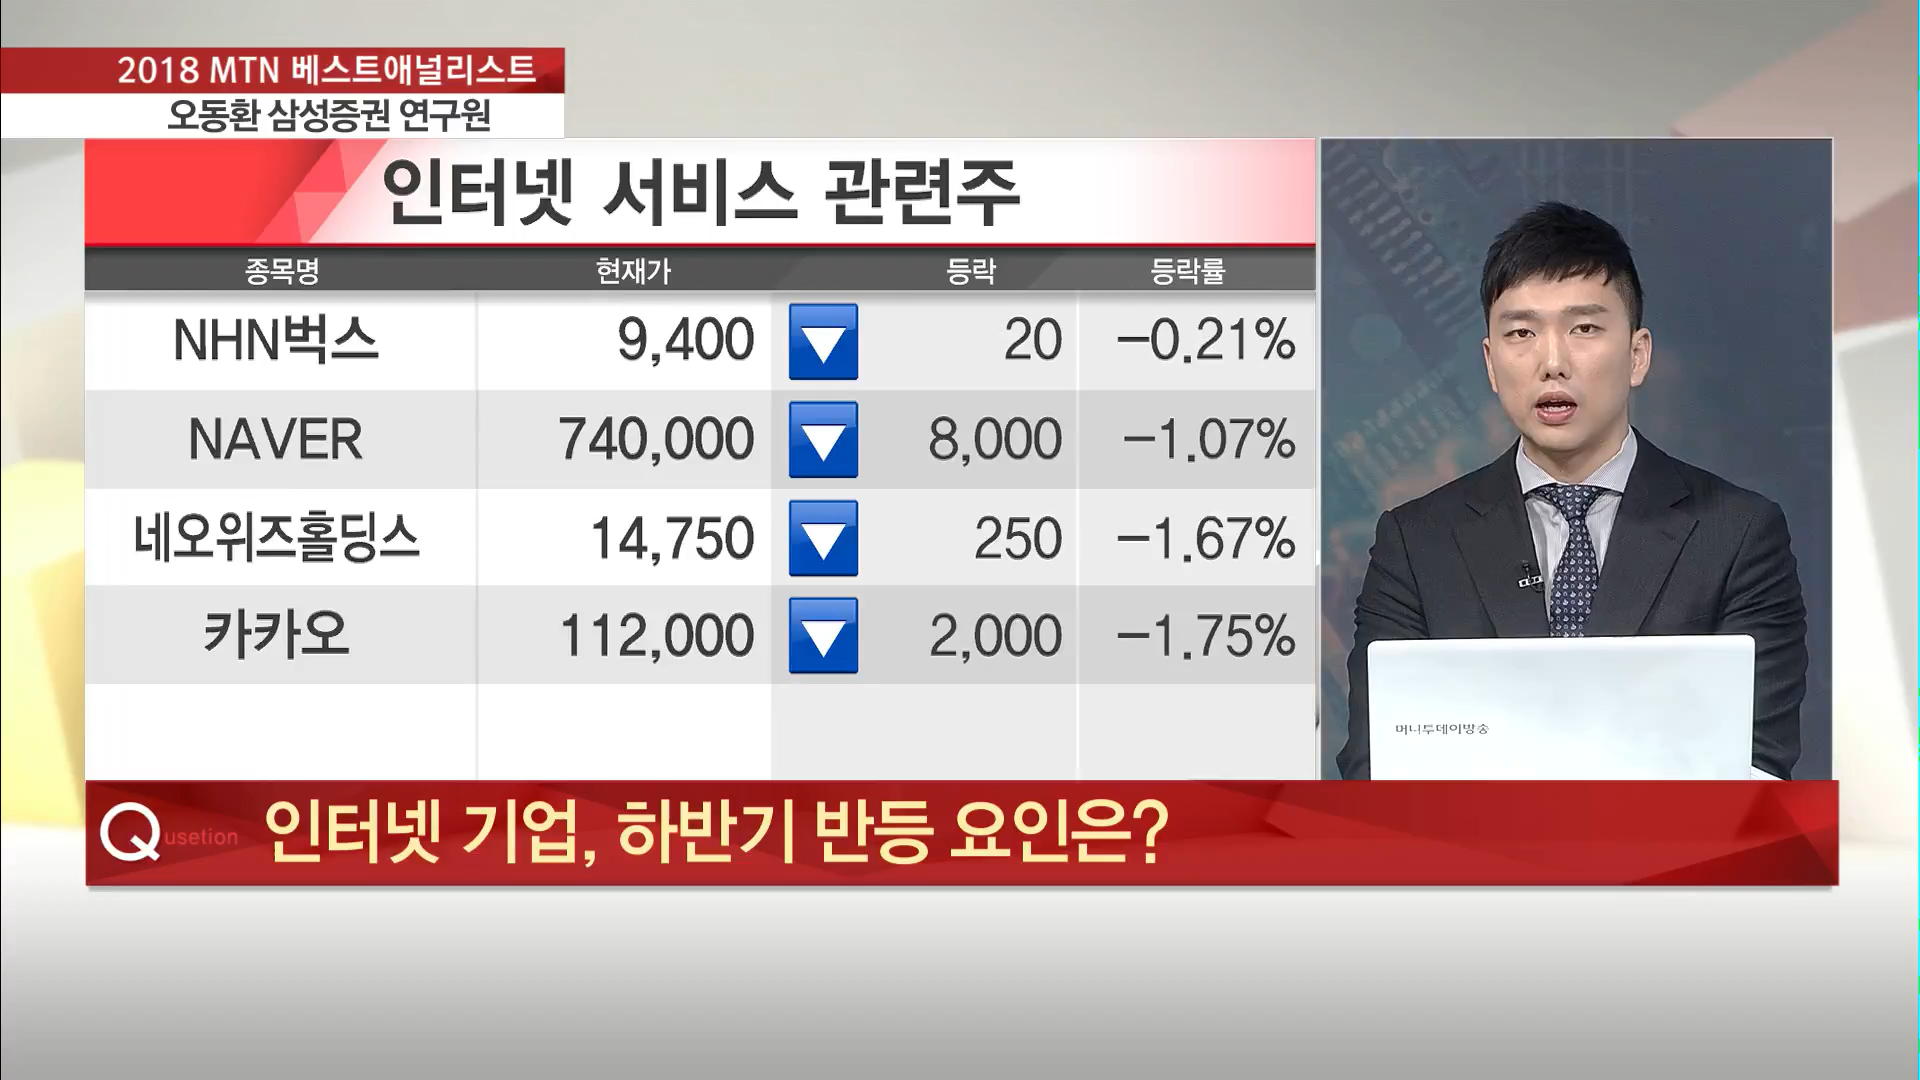 2018 MTN 베스트애널리스트
오동환 삼성증권 연구원
인터넷 서비스 관련주
종목명 현재가 등락 등락률
NHN벅스 9,400 ▼ 20 -0.21%
NAVER 740,000 ▼ 8,000 -1.07%
네오위즈홀딩스 14,750 ▼ 250 -1.67%
카카오 112,000 ▼ 2,000 -1.75%
머니투데이방송
Qusetion 인터넷 기업, 하반기 반등 요인은?